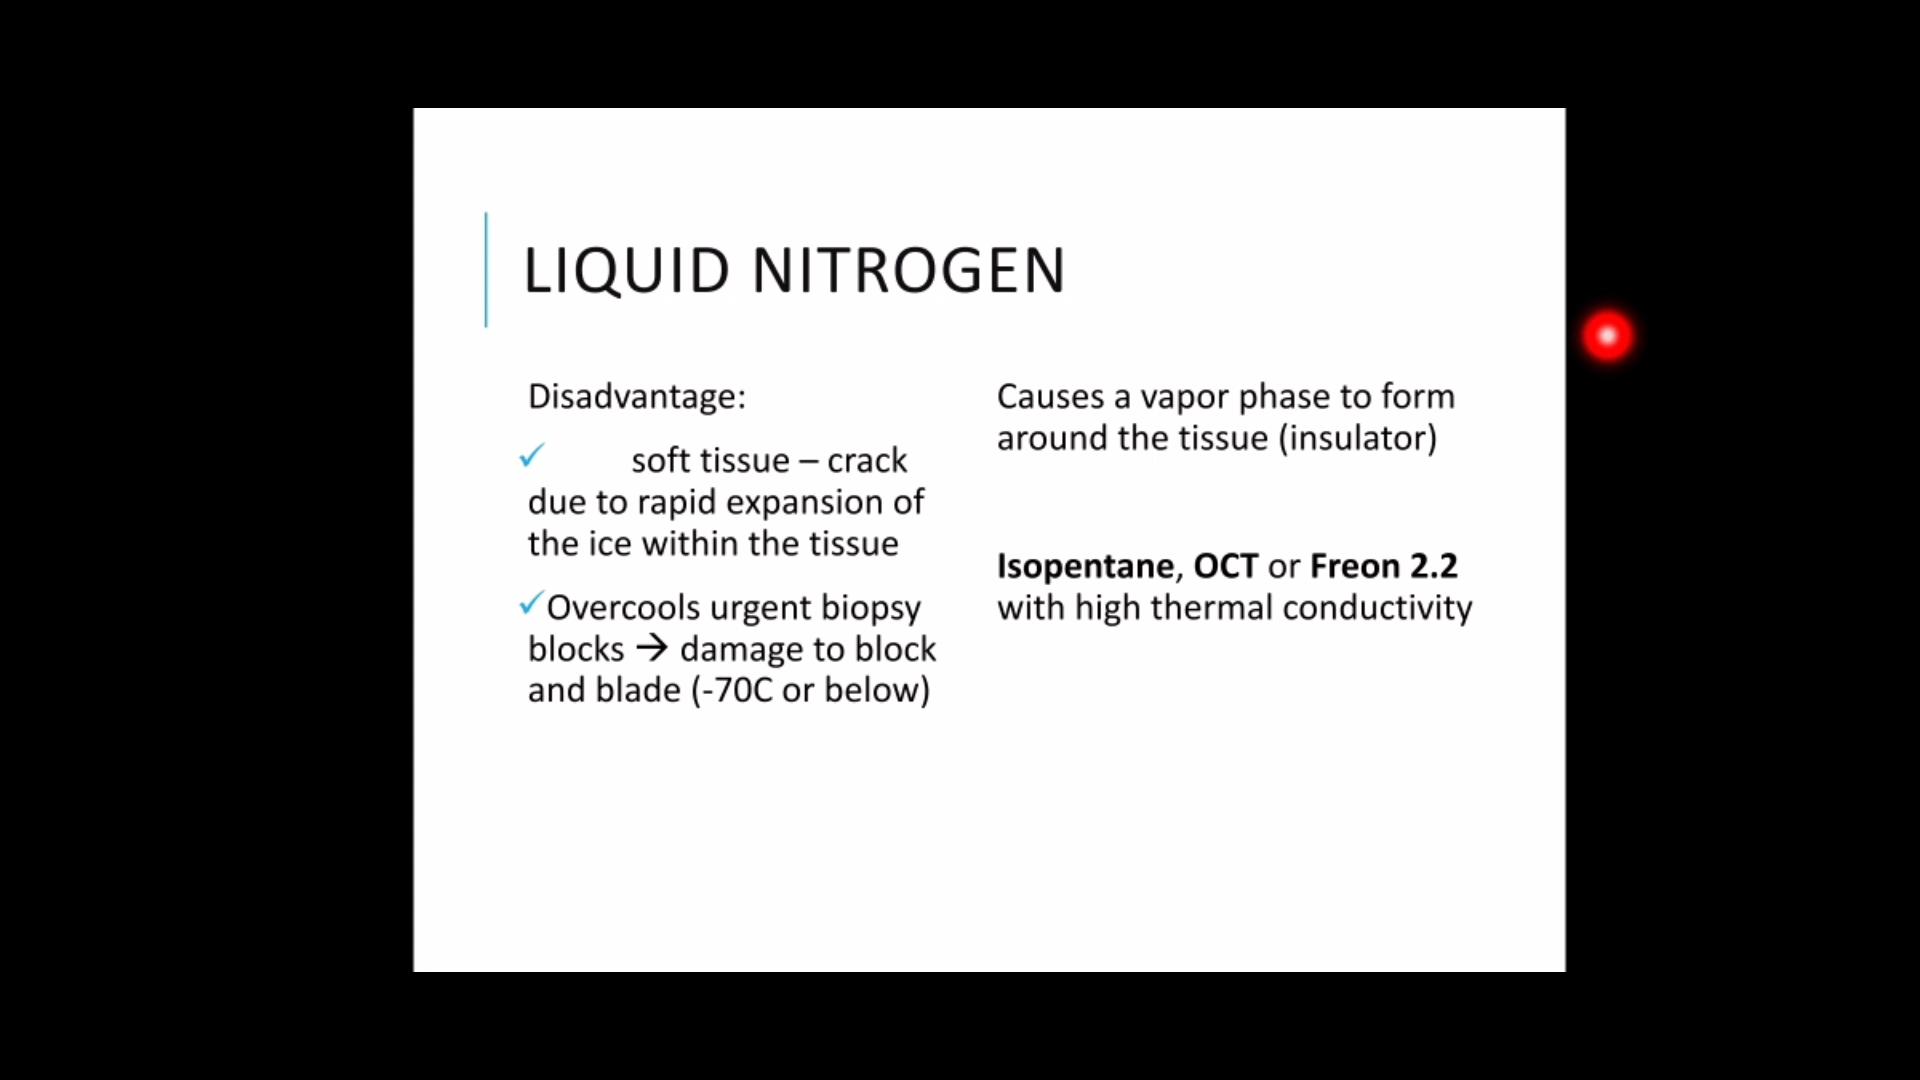 LIQUID NITROGEN
Disadvantage:
✓ soft tissue – crack
due to rapid expansion of
the ice within the tissue
✓Overcools urgent biopsy
blocks → damage to block
and blade (-70C or below)
Causes a vapor phase to form
around the tissue (insulator)
Isopentane, OCT or Freon 2.2
with high thermal conductivity